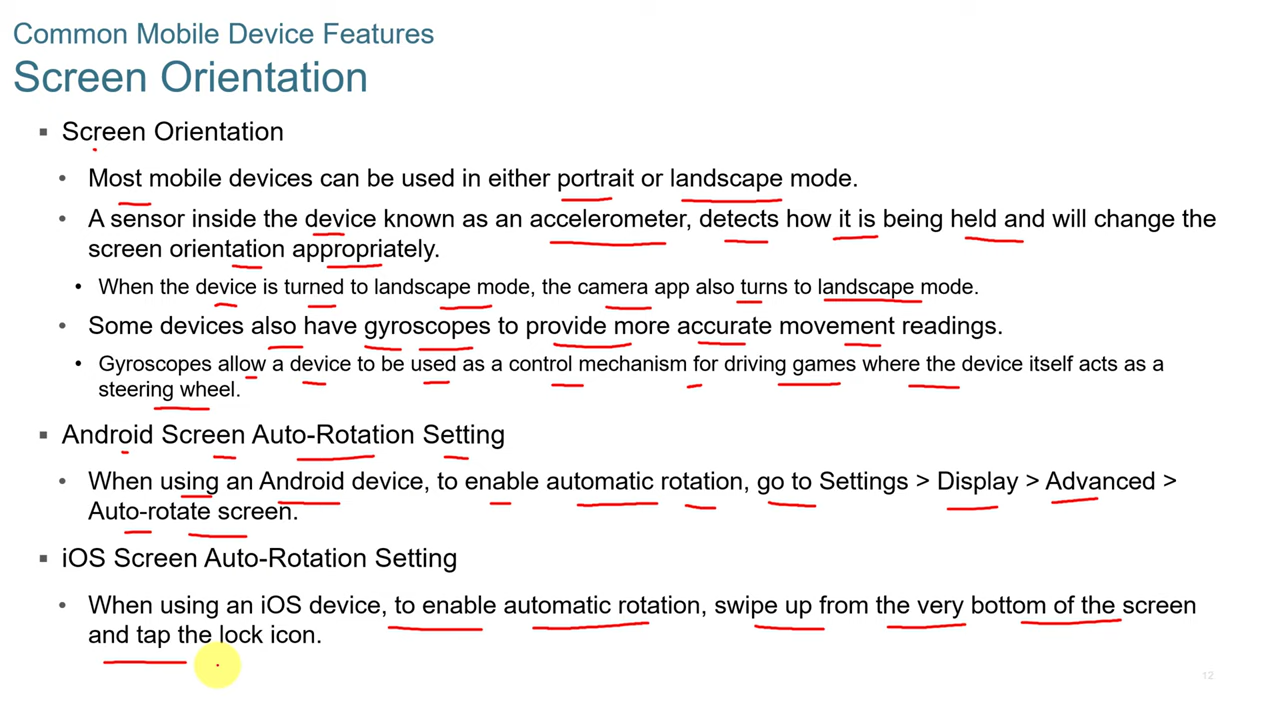 Common Mobile Device Features
Screen Orientation
▪ Screen Orientation
• Most mobile devices can be used in either portrait or landscape mode.
• A sensor inside the device known as an accelerometer, detects how it is being held and will change the
screen orientation appropriately.
• When the device is turned to landscape mode, the camera app also turns to landscape mode.
• Some devices also have gyroscopes to provide more accurate movement readings.
• Gyroscopes allow a device to be used as a control mechanism for driving games where the device itself acts as a
steering wheel.
▪ Android Screen Auto-Rotation Setting
• When using an Android device, to enable automatic rotation, go to Settings > Display > Advanced >
Auto-rotate screen.
▪ iOS Screen Auto-Rotation Setting
• When using an iOS device, to enable automatic rotation, swipe up from the very bottom of the screen
and tap the lock icon.
12